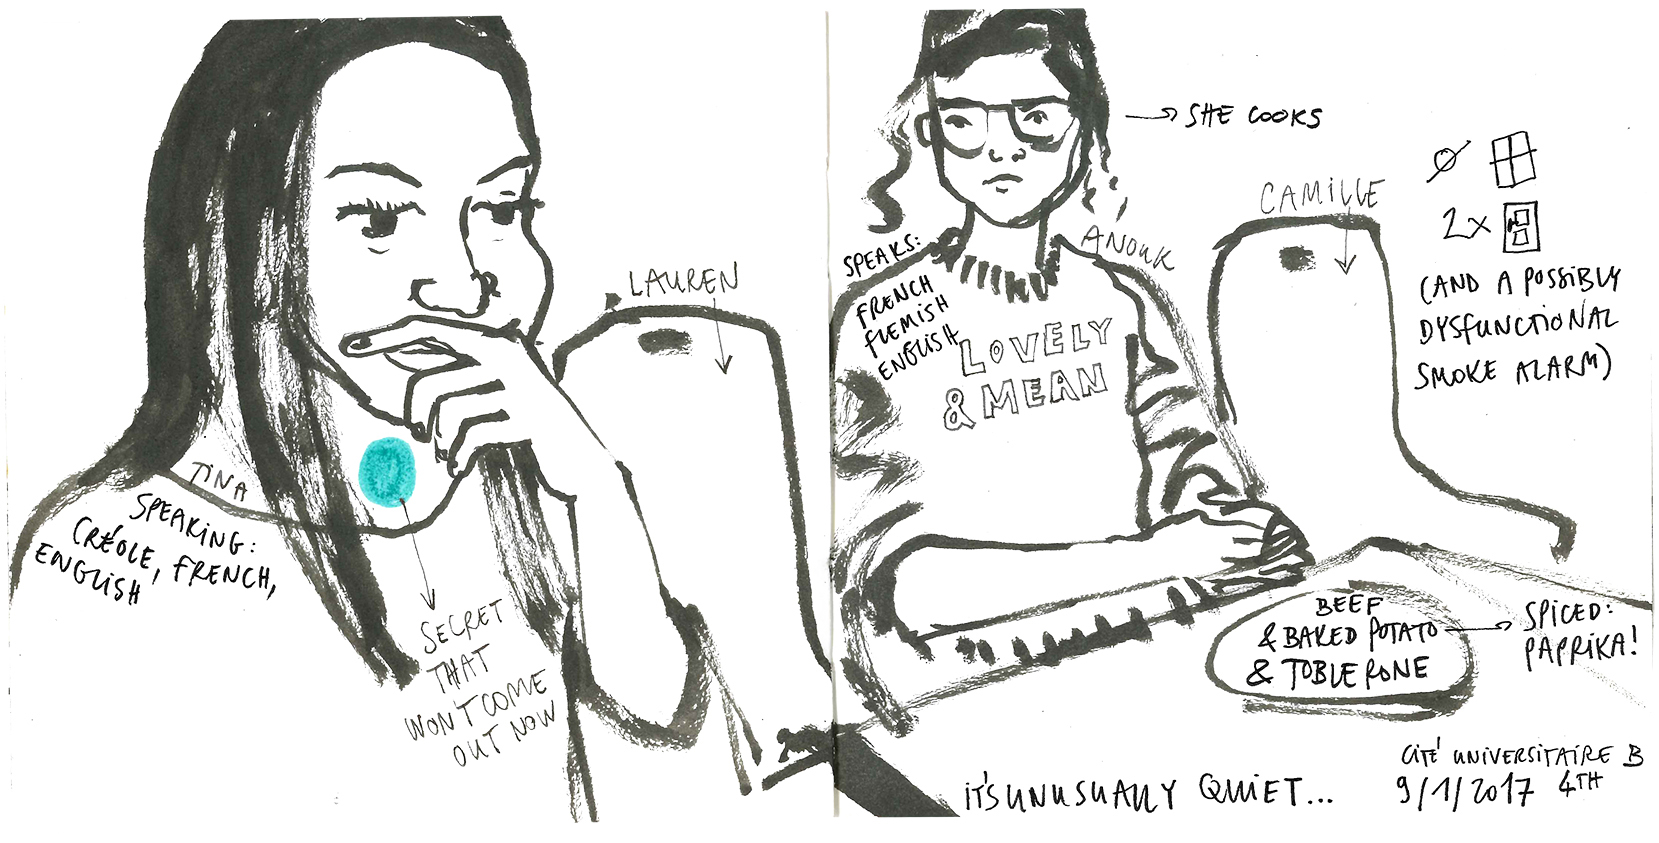 TINA
SPEAKING:
CRÉOLE, FRENCH,
ENGLISH
SECRET
THAT
WON'T COME
OUT NOW
LAUREN
SHE COOKS
SPEAKS:
FRENCH
FLEMISH
ENGLISH
ANOUK
LOVELY
& MEAN
CAMILLE
2x
(AND A POSSIBLY
DYSFUNCTIONAL
SMOKE ALARM)
BEEF
& BAKED POTATO
& TOBLERONE
SPICED:
PAPRIKA!
IT'S UNUSUALLY QUIET...
CITÉ UNIVERSITAIRE B
9/1/2017 4TH